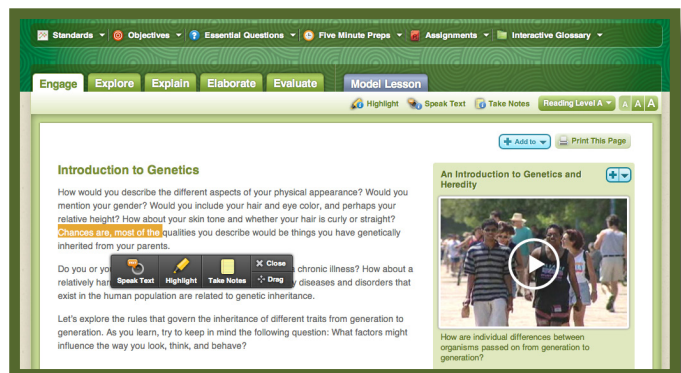 Standards Objectives Essential Questions Five Minute Preps Assignments Interactive Glossary
Engage Explore Explain Elaborate Evaluate Model Lesson
Highlight Speak Text Take Notes Reading Level A A A A
Add to Print This Page
Introduction to Genetics
How would you describe the different aspects of your physical appearance? Would you
mention your gender? Would you include your hair and eye color, and perhaps your
relative height? How about your skin tone and whether your hair is curly or straight?
Chances are, most of the qualities you describe would be things you have genetically
inherited from your parents.
Do you or yo a chronic illness? How about a
relatively har y diseases and disorders that
exist in the human population are related to genetic inheritance.
Speak Text Highlight Take Notes Close
Drag
Let's explore the rules that govern the inheritance of different traits from generation to
generation. As you learn, try to keep in mind the following question: What factors might
influence the way you look, think, and behave?
An Introduction to Genetics and
Heredity
How are individual differences between
organisms passed on from generation to
generation?